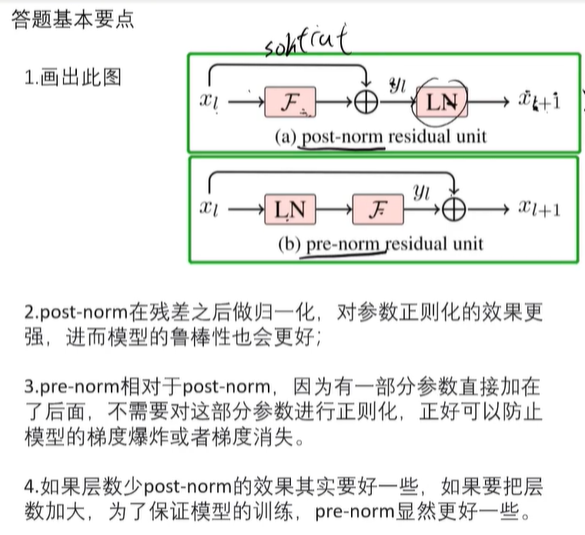 答题基本要点
1.画出此图
x_l F y_l LN x_{l+1}
(a) post-norm residual unit
x_l LN F y_l x_{l+1}
(b) pre-norm residual unit
2.post-norm在残差之后做归一化，对参数正则化的效果更
强，进而模型的鲁棒性也会更好；
3.pre-norm相对于post-norm，因为有一部分参数直接加在
了后面，不需要对这部分参数进行正则化，正好可以防止
模型的梯度爆炸或者梯度消失。
4.如果层数少post-norm的效果其实要好一些，如果要把层
数加大，为了保证模型的训练，pre-norm显然更好一些。